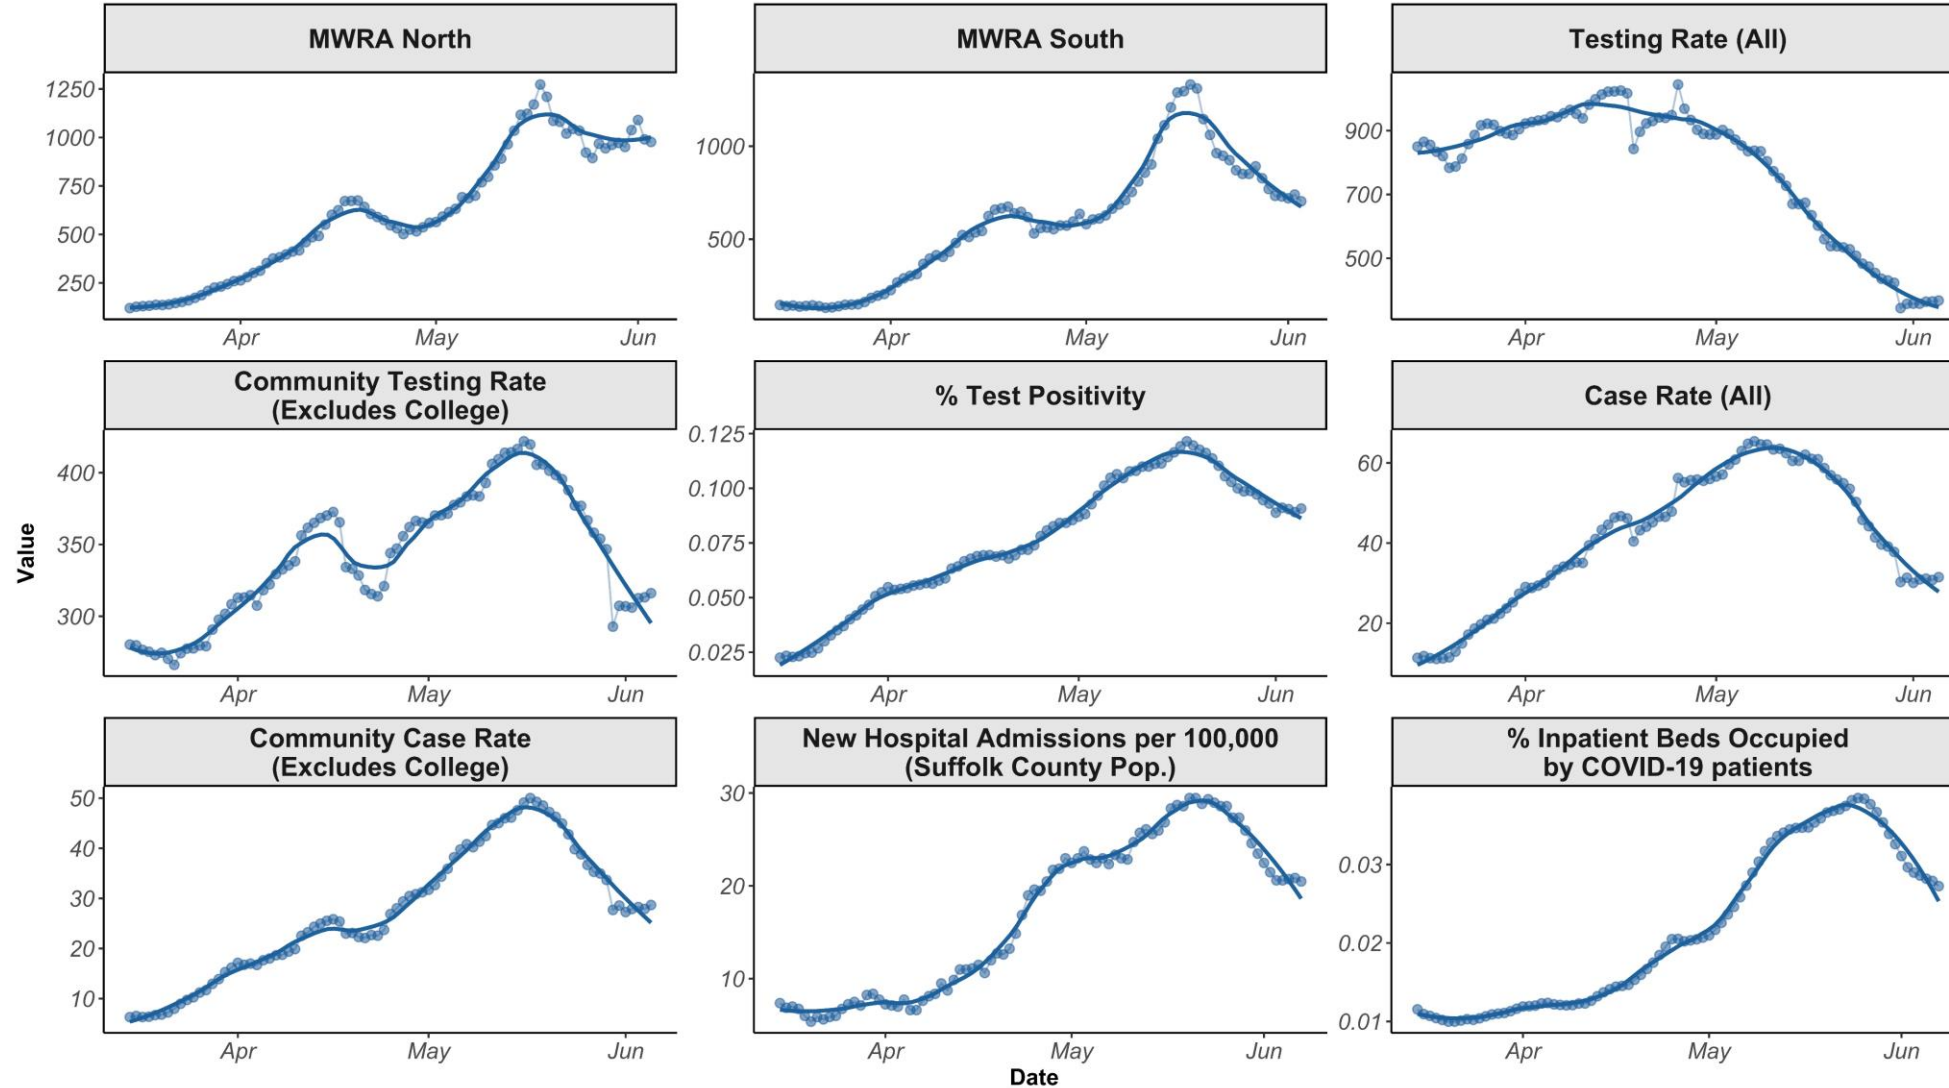 MWRA North
MWRA South
Testing Rate (All)
1250
1000
750
500
250
Apr
May
Jun
1000
500
Apr
May
Jun
900
700
500
Apr
May
Jun
Community Testing Rate
(Excludes College)
% Test Positivity
Case Rate (All)
400
350
300
Apr
May
Jun
0.125
0.100
0.075
0.050
0.025
Apr
May
Jun
60
40
20
Apr
May
Jun
Value
Community Case Rate
(Excludes College)
New Hospital Admissions per 100,000
(Suffolk County Pop.)
% Inpatient Beds Occupied
by COVID-19 patients
50
40
30
20
10
Apr
May
Jun
30
20
10
Apr
May
Jun
0.03
0.02
0.01
Apr
May
Jun
Date